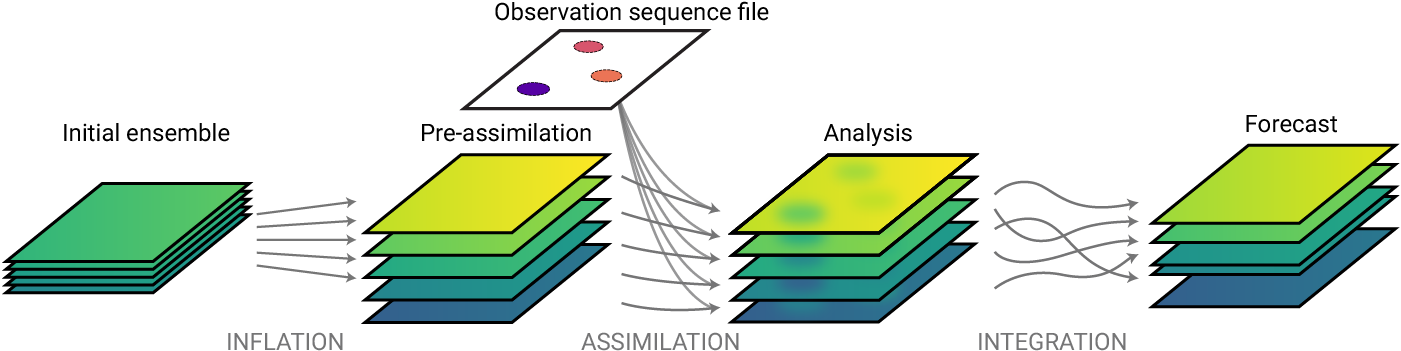 Observation sequence file
Initial ensemble
Pre-assimilation
Analysis
Forecast
INFLATION
ASSIMILATION
INTEGRATION